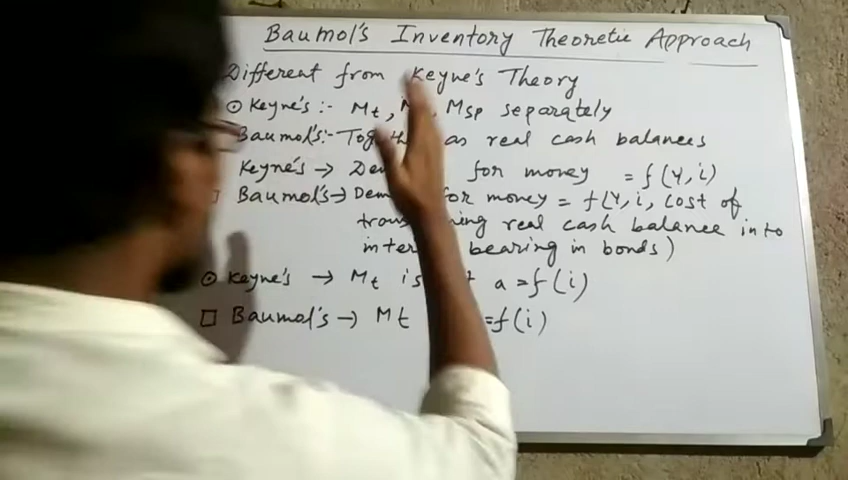 Baumol's Inventory Theoretic Approach
Different from Keyne's Theory
Keyne's :- Mt, Msp separately
Baumol's:- as real cash balances
Keyne's → for money = f(Y, i)
Baumol's → for money = f(Y, i, cost of
real cash balance into
bearing in bonds)
Keyne's → Mt a = f(i)
Baumol's → Mt = f(i)